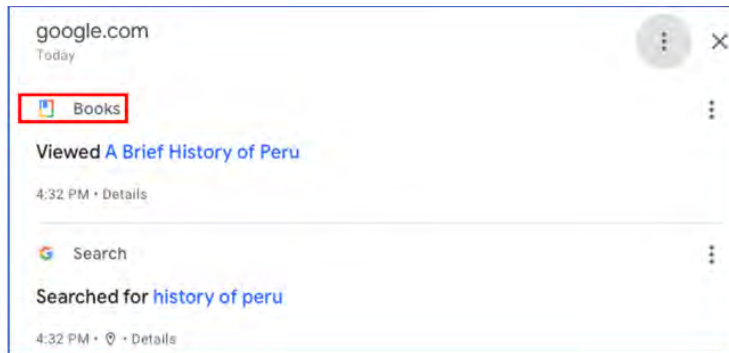 google.com
Today
Books
Viewed A Brief History of Peru
4:32 PM • Details
Search
Searched for history of peru
4:32 PM • • Details